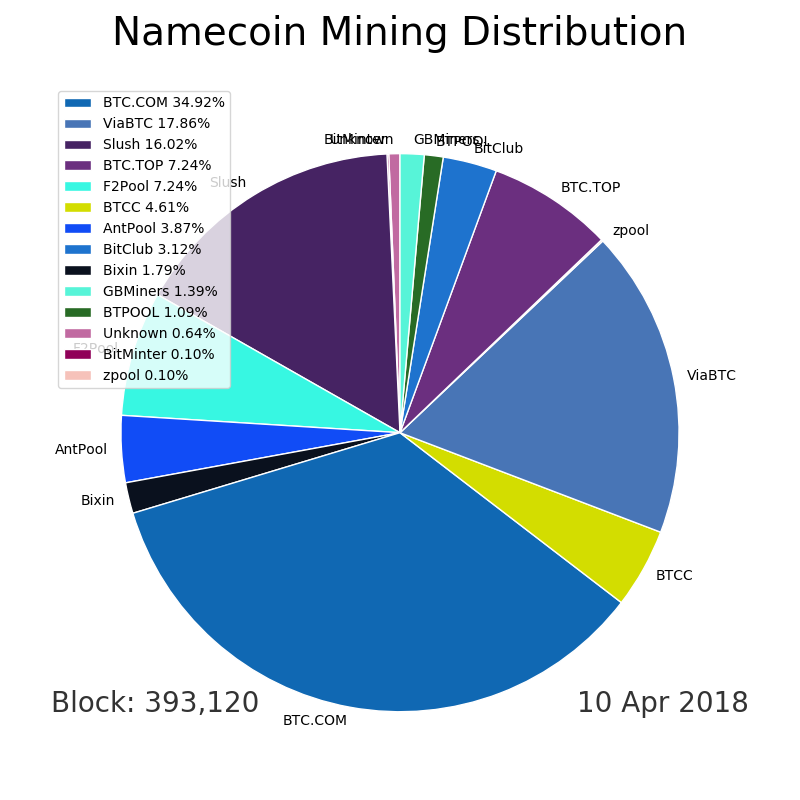 Namecoin Mining Distribution
BTC.COM 34.92%
ViaBTC 17.86%
Slush 16.02%
BTC.TOP 7.24%
F2Pool 7.24%
BTCC 4.61%
AntPool 3.87%
BitClub 3.12%
Bixin 1.79%
GBMiners 1.39%
BTPOOL 1.09%
Unknown 0.64%
BitMinter 0.10%
zpool 0.10%
BitMinter
Unknown
GBMiners
BTPOOL
BitClub
BTC.TOP
zpool
Slush
F2Pool
ViaBTC
AntPool
Bixin
BTCC
BTC.COM
Block: 393,120
10 Apr 2018